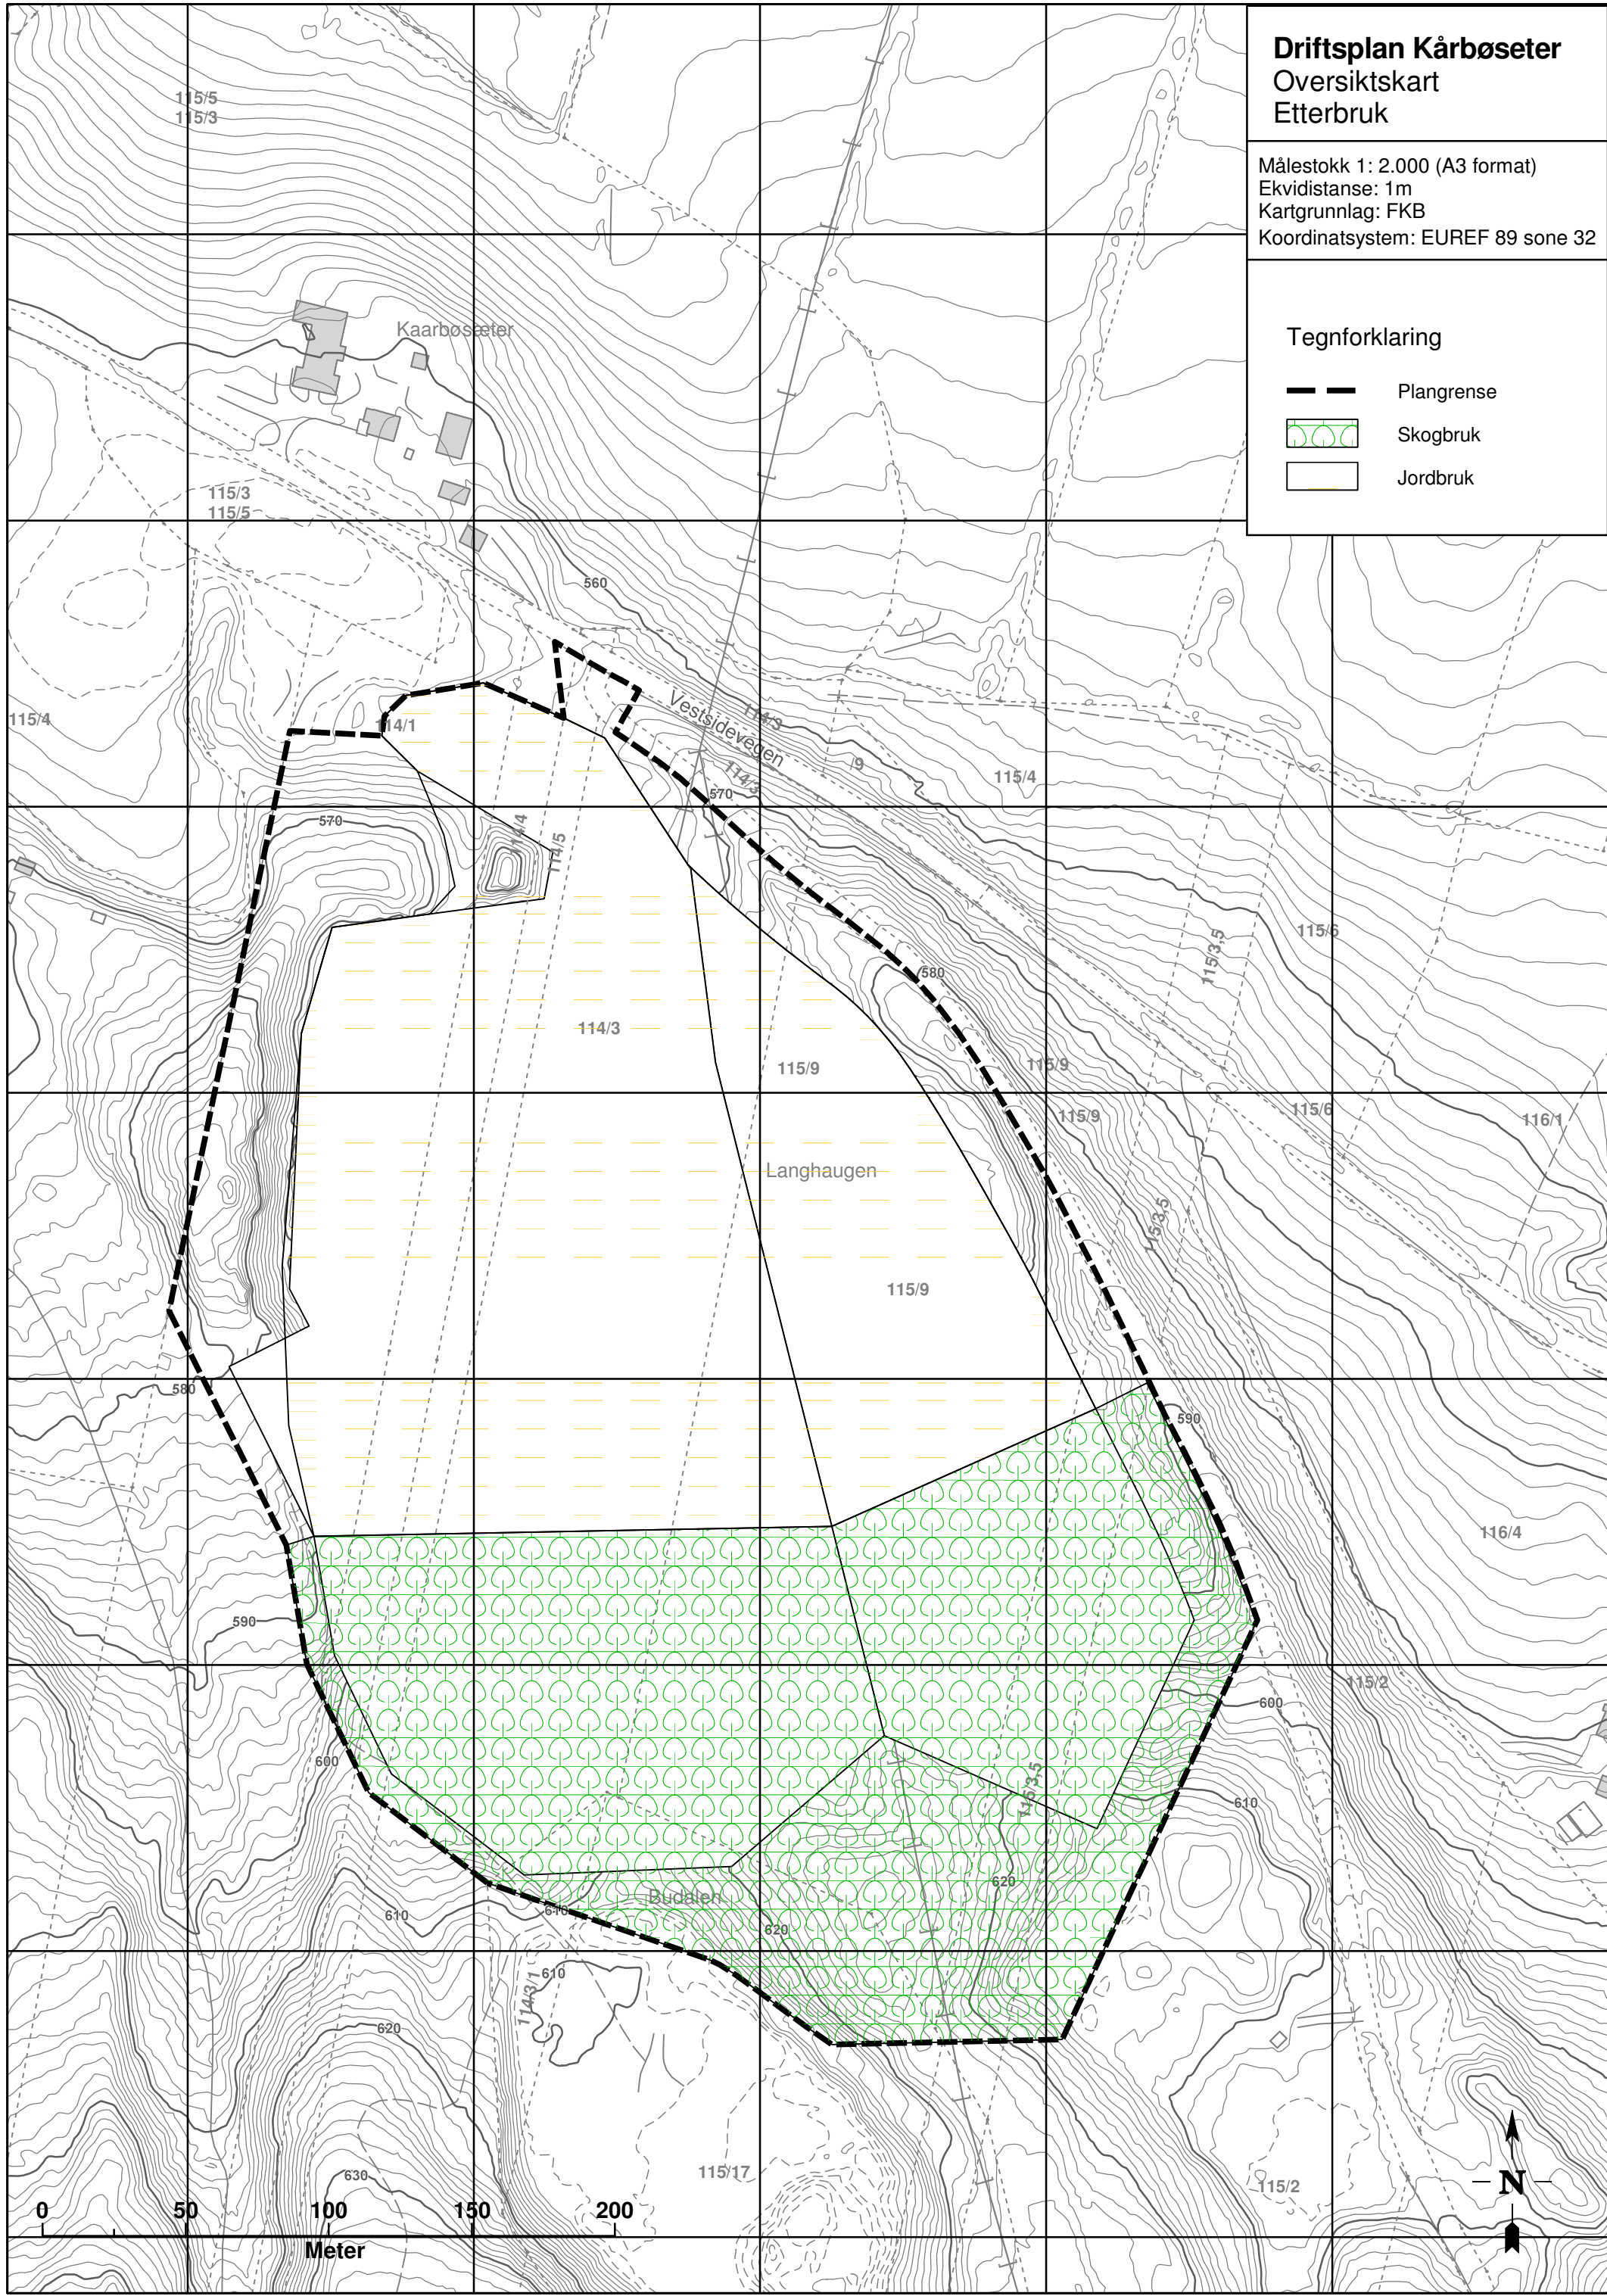 Driftsplan Kårbøseter
Oversiktskart
Etterbruk
Målestokk 1: 2.000 (A3 format)
Ekvidistanse: 1m
Kartgrunnlag: FKB
Koordinatsystem: EUREF 89 sone 32
Tegnforklaring
Plangrense
Skogbruk
Jordbruk
115/5
115/3
Kaarbøsæter
115/3
115/5
560
115/4
114/1
Vestsidevegen
114/3
/9
114/3
570
115/4
570
114/4
114/5
115/6
115/3,5
580
114/3
115/9
115/9
115/9
115/6
116/1
Langhaugen
115/3,5
115/9
580
590
116/4
590
115/2
600
600
115/3,5
610
620
Budalen
610
610
620
610
114/3/1
620
630
115/17
115/2
N
0 50 100 150 200
Meter